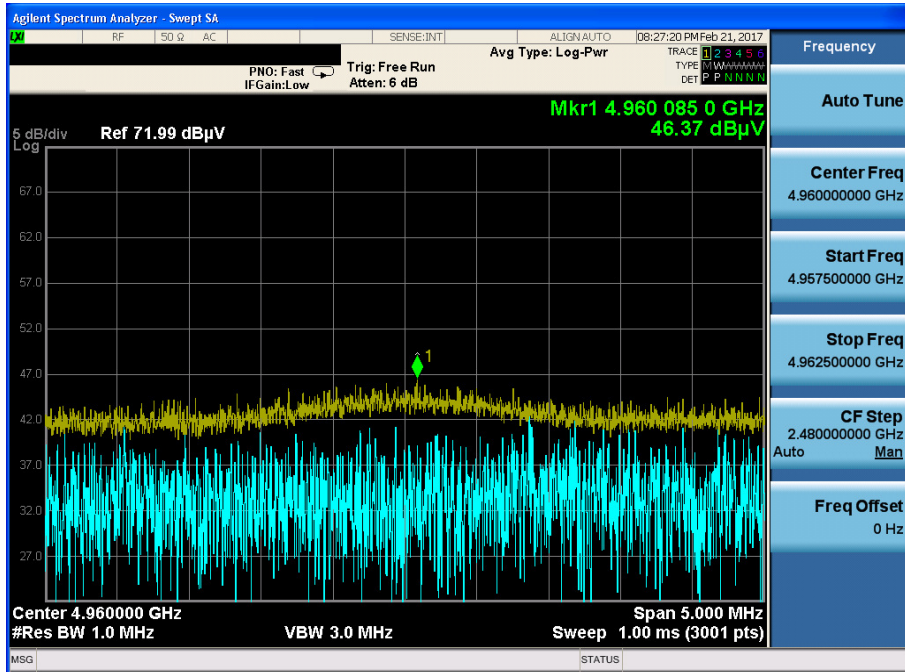 Agilent Spectrum Analyzer - Swept SA
LXI RF 50 Ω AC SENSE:INT ALIGN AUTO 08:27:20 PM Feb 21, 2017
Frequency
Avg Type: Log-Pwr
TRACE 1 2 3 4 5 6
PNO: Fast Trig: Free Run
TYPE M W
IFGain:Low Atten: 6 dB
DET P P N N N N
Auto Tune
Mkr1 4.960 085 0 GHz
46.37 dBµV
5 dB/div Ref 71.99 dBµV
Log
67.0
62.0
57.0
52.0
47.0
42.0
37.0
32.0
27.0
1
Center Freq
4.960000000 GHz
Start Freq
4.957500000 GHz
Stop Freq
4.962500000 GHz
CF Step
2.480000000 GHz
Auto Man
Freq Offset
0 Hz
Center 4.960000 GHz Span 5.000 MHz
#Res BW 1.0 MHz VBW 3.0 MHz Sweep 1.00 ms (3001 pts)
MSG STATUS